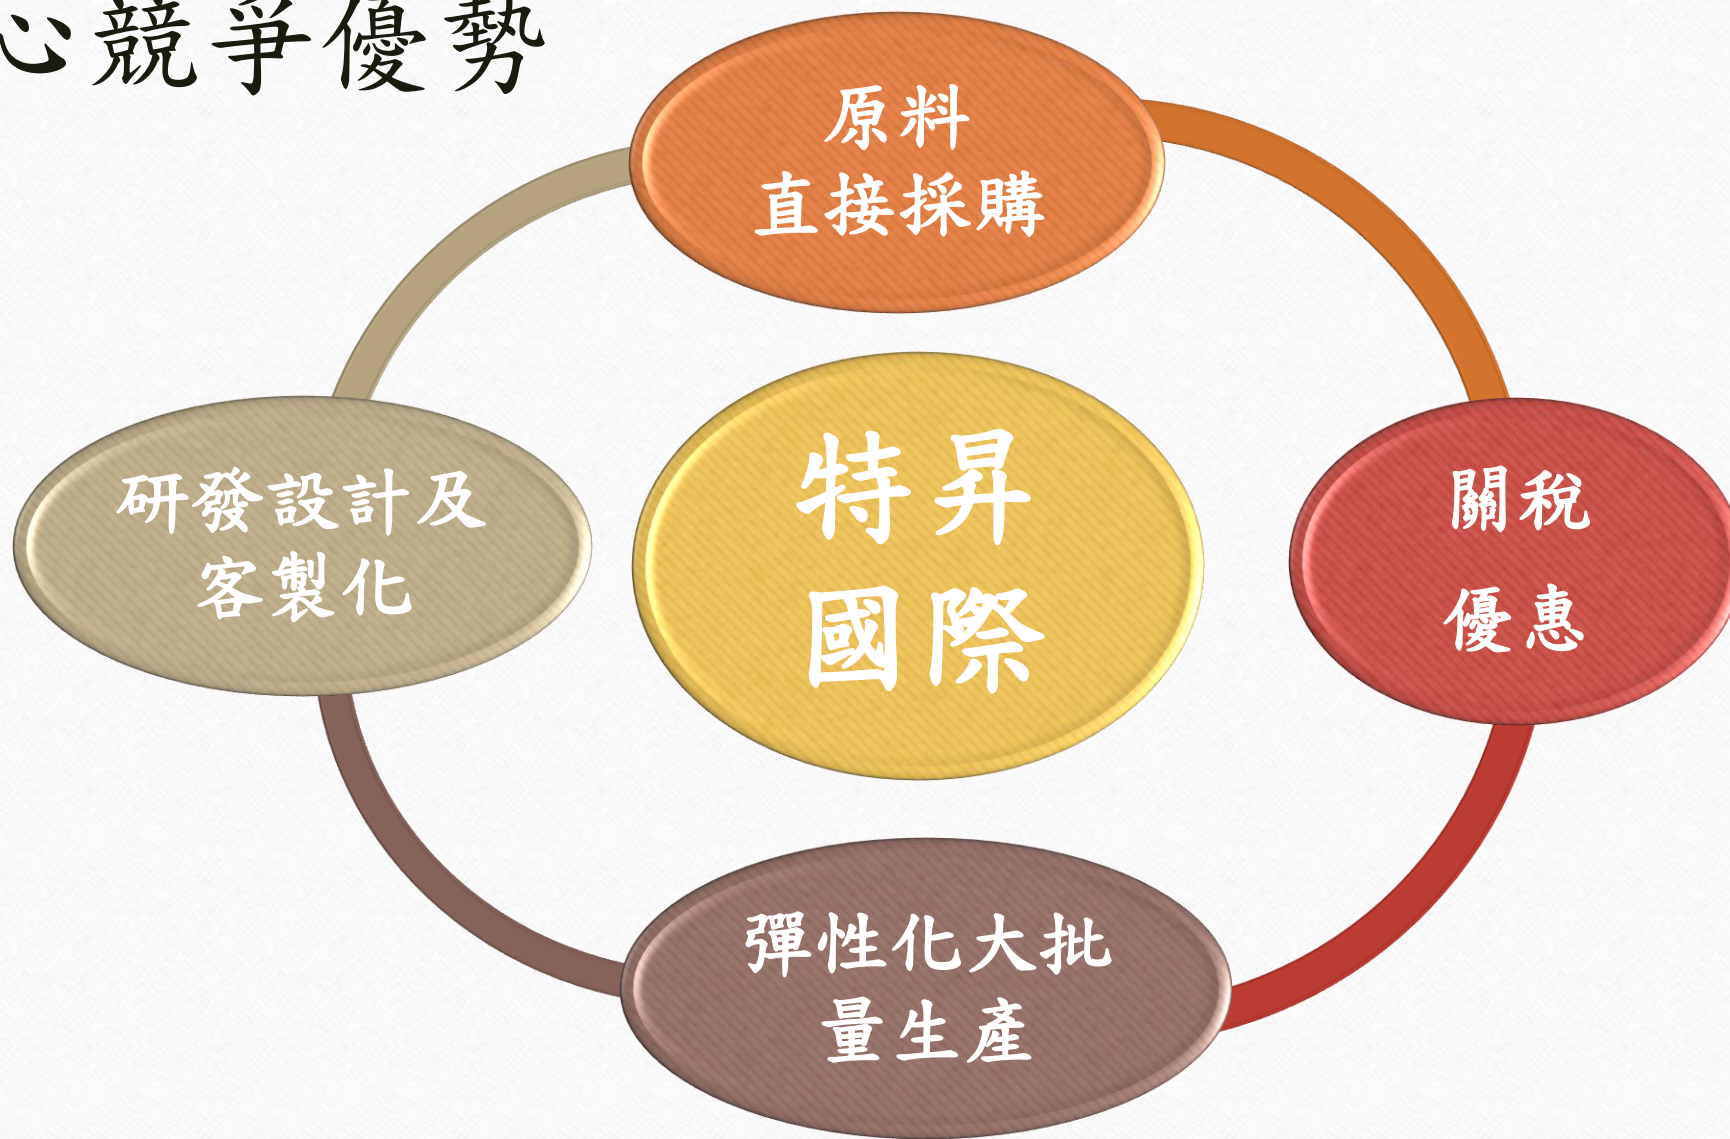 心競爭優勢
原料
直接採購
研發設計及
客製化
特昇
國際
關稅
優惠
彈性化大批
量生產